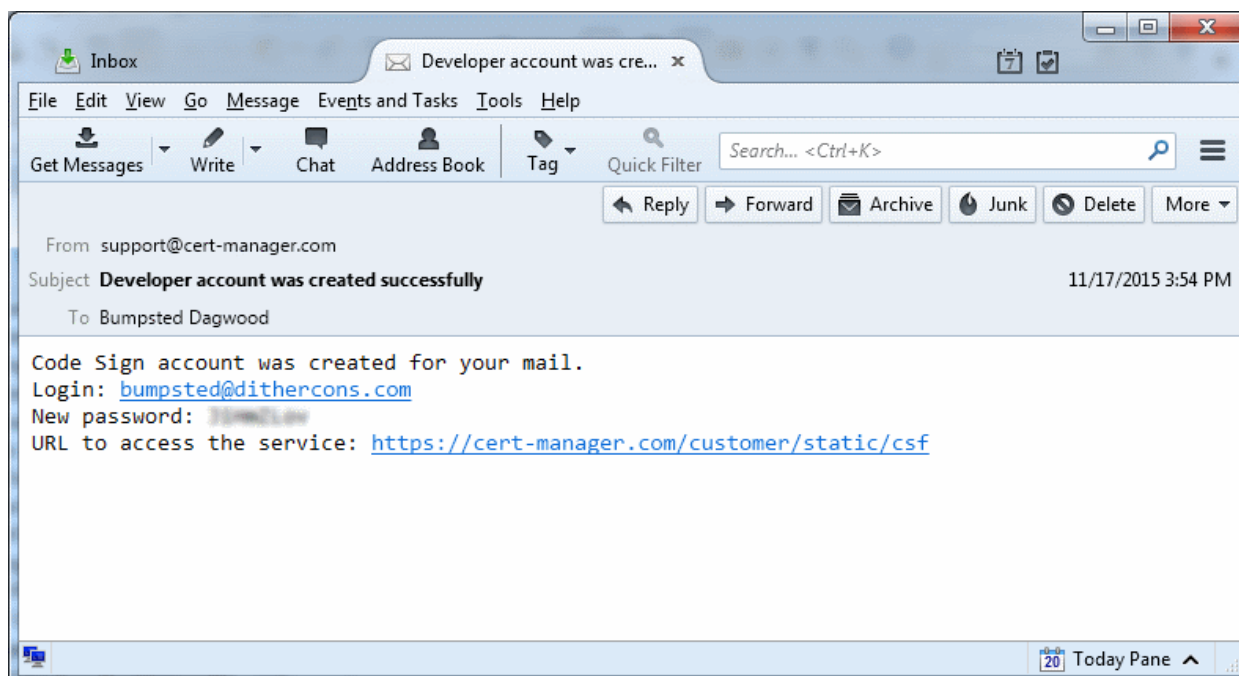 Inbox
Developer account was cre... x
7
File Edit View Go Message Events and Tasks Tools Help
Get Messages Write Chat Address Book Tag Quick Filter Search... <Ctrl+K>
Reply Forward Archive Junk Delete More
From support@cert-manager.com
Subject Developer account was created successfully 11/17/2015 3:54 PM
To Bumpsted Dagwood
Code Sign account was created for your mail.
Login: bumpsted@dithercons.com
New password:
URL to access the service: https://cert-manager.com/customer/static/csf
20 Today Pane